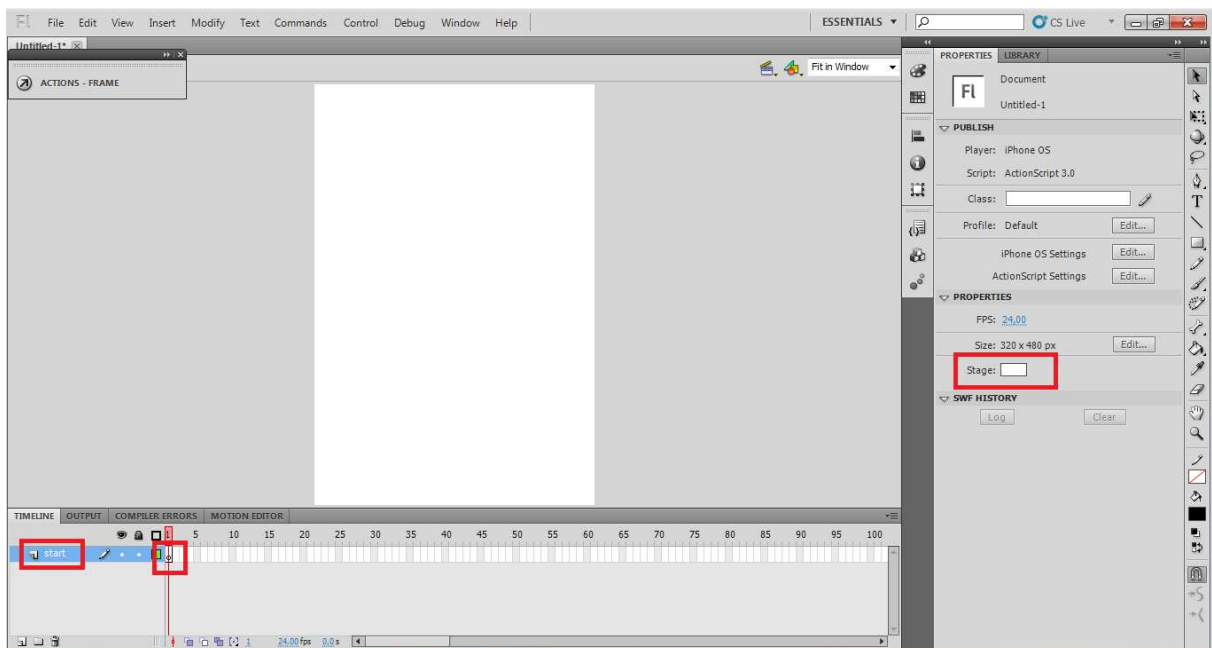 Fl File Edit View Insert Modify Text Commands Control Debug Window Help ESSENTIALS CS Live
Untitled-1*
ACTIONS - FRAME
Fit in Window
PROPERTIES LIBRARY
Fl
Document
Untitled-1
PUBLISH
Player: iPhone OS
Script: ActionScript 3.0
Class:
Profile: Default Edit...
iPhone OS Settings Edit...
ActionScript Settings Edit...
PROPERTIES
FPS: 24,00
Size: 320 x 480 px Edit...
Stage:
SWF HISTORY
Log Clear
T
TIMELINE OUTPUT COMPILER ERRORS MOTION EDITOR
1 5 10 15 20 25 30 35 40 45 50 55 60 65 70 75 80 85 90 95 100
start
1 24,00 fps 0,0 s